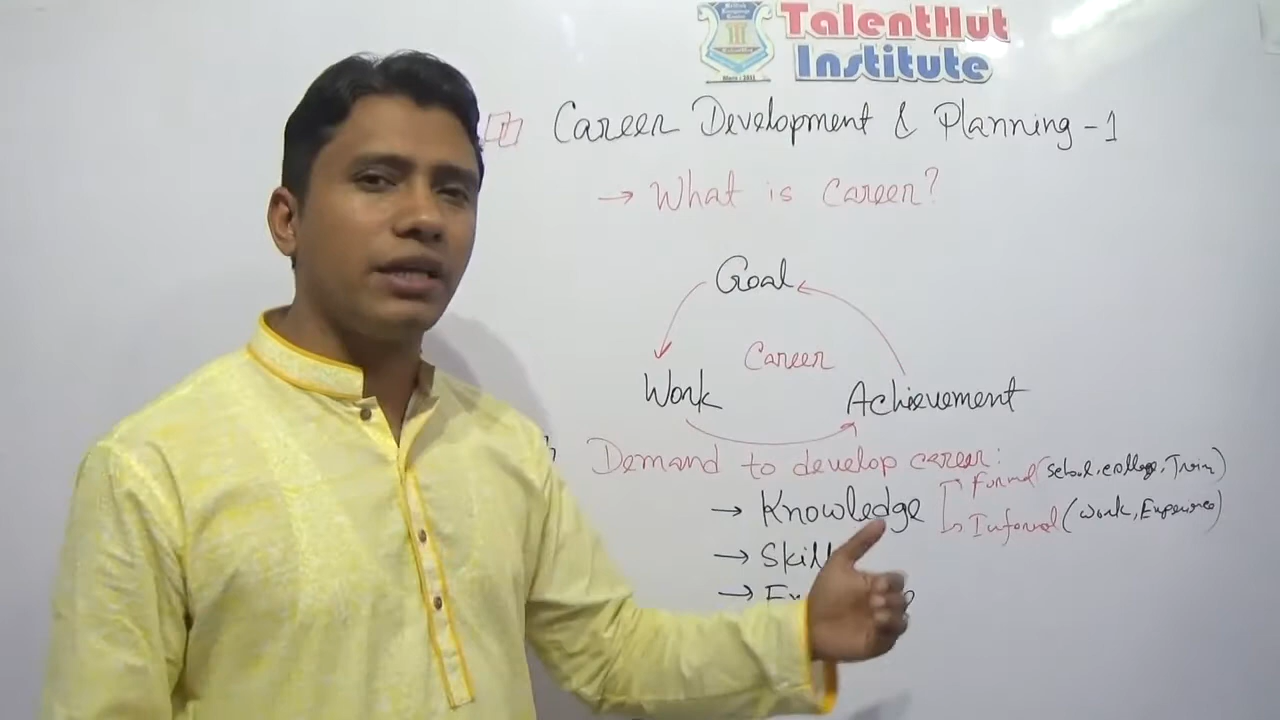 TalentHut
Institute
Career Development & Planning - 1
→ What is Career?
Goal
Career
Work
Achievement
Demand to develop career:
→ Knowledge
Formal (School, college, Train)
Informal (Work, Experience)
→ Skill
→